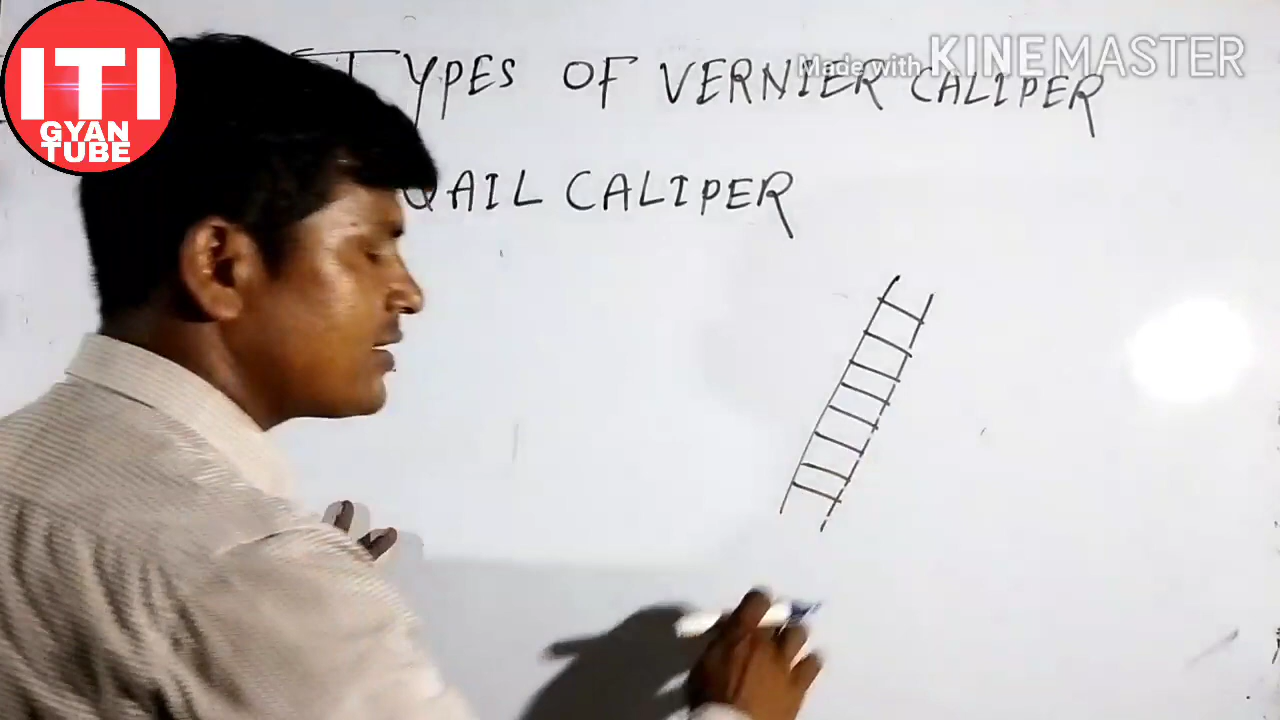 ITI
GYAN
TUBE
Made with KINEMASTER
TYPES OF VERNIER CALIPER
QAIL CALIPER